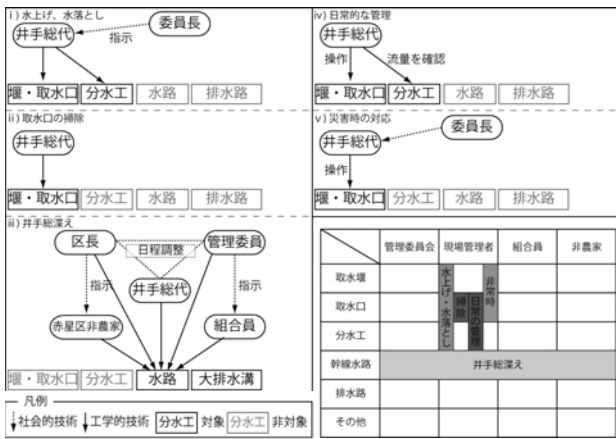 ⅰ) 水上げ、水落とし
委員長
井手総代
指示
堰・取水口 分水工 水路 排水路
ⅱ) 取水口の掃除
井手総代
堰・取水口 分水工 水路 排水路
ⅲ) 井手総渫え
区長 管理委員
日程調整
井手総代
指示 指示
赤星区非農家 組合員
堰・取水口 分水工 水路 大排水溝
凡例
社会的技術 工学的技術 分水工 対象 分水工 非対象
ⅳ) 日常的な管理
井手総代
操作 流量を確認
堰・取水口 分水工 水路 排水路
ⅴ) 災害時の対応
委員長
井手総代
操作
堰・取水口 分水工 水路 排水路
管理委員会 現場管理者 組合員 非農家
取水堰
取水口
分水工
幹線水路
排水路
その他
水上げ・水落とし
掃除
日常の管理
非常時
井手総渫え